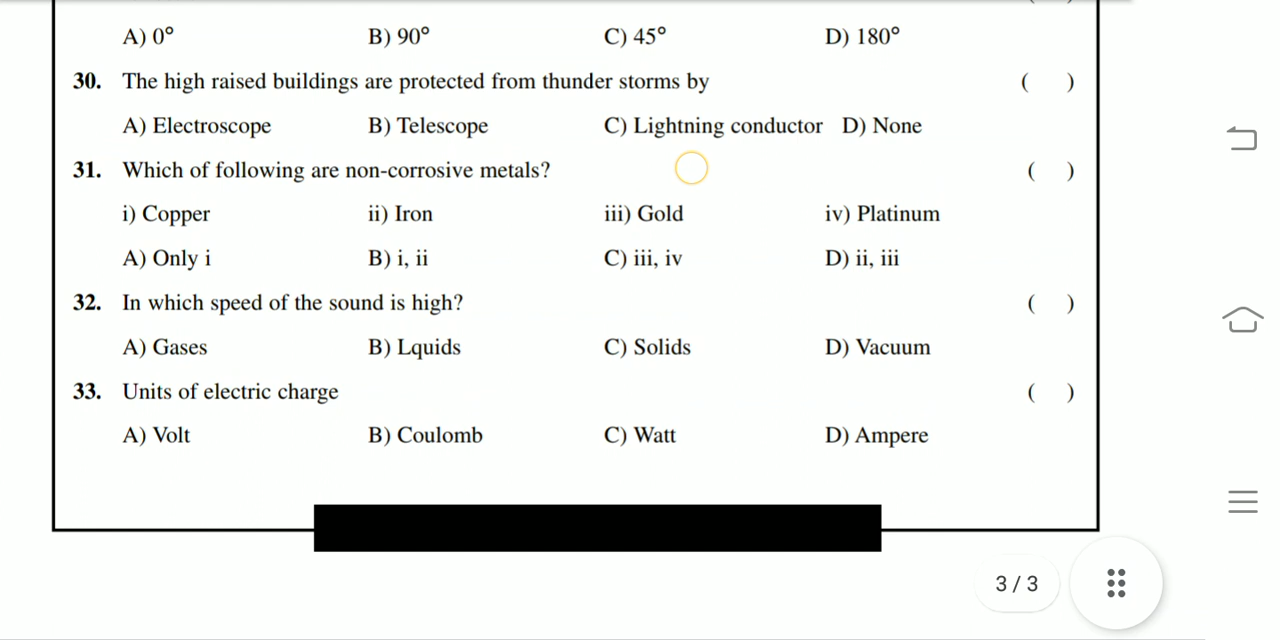 A) 0° B) 90° C) 45° D) 180°
30. The high raised buildings are protected from thunder storms by ( )
A) Electroscope B) Telescope C) Lightning conductor D) None
31. Which of following are non-corrosive metals? ( )
i) Copper ii) Iron iii) Gold iv) Platinum
A) Only i B) i, ii C) iii, iv D) ii, iii
32. In which speed of the sound is high? ( )
A) Gases B) Lquids C) Solids D) Vacuum
33. Units of electric charge ( )
A) Volt B) Coulomb C) Watt D) Ampere
3 / 3